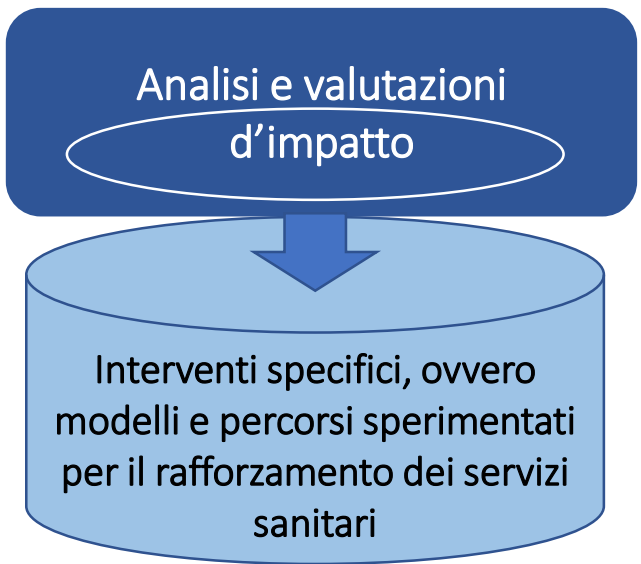 Analisi e valutazioni
d’impatto
Interventi specifici, ovvero
modelli e percorsi sperimentati
per il rafforzamento dei servizi
sanitari